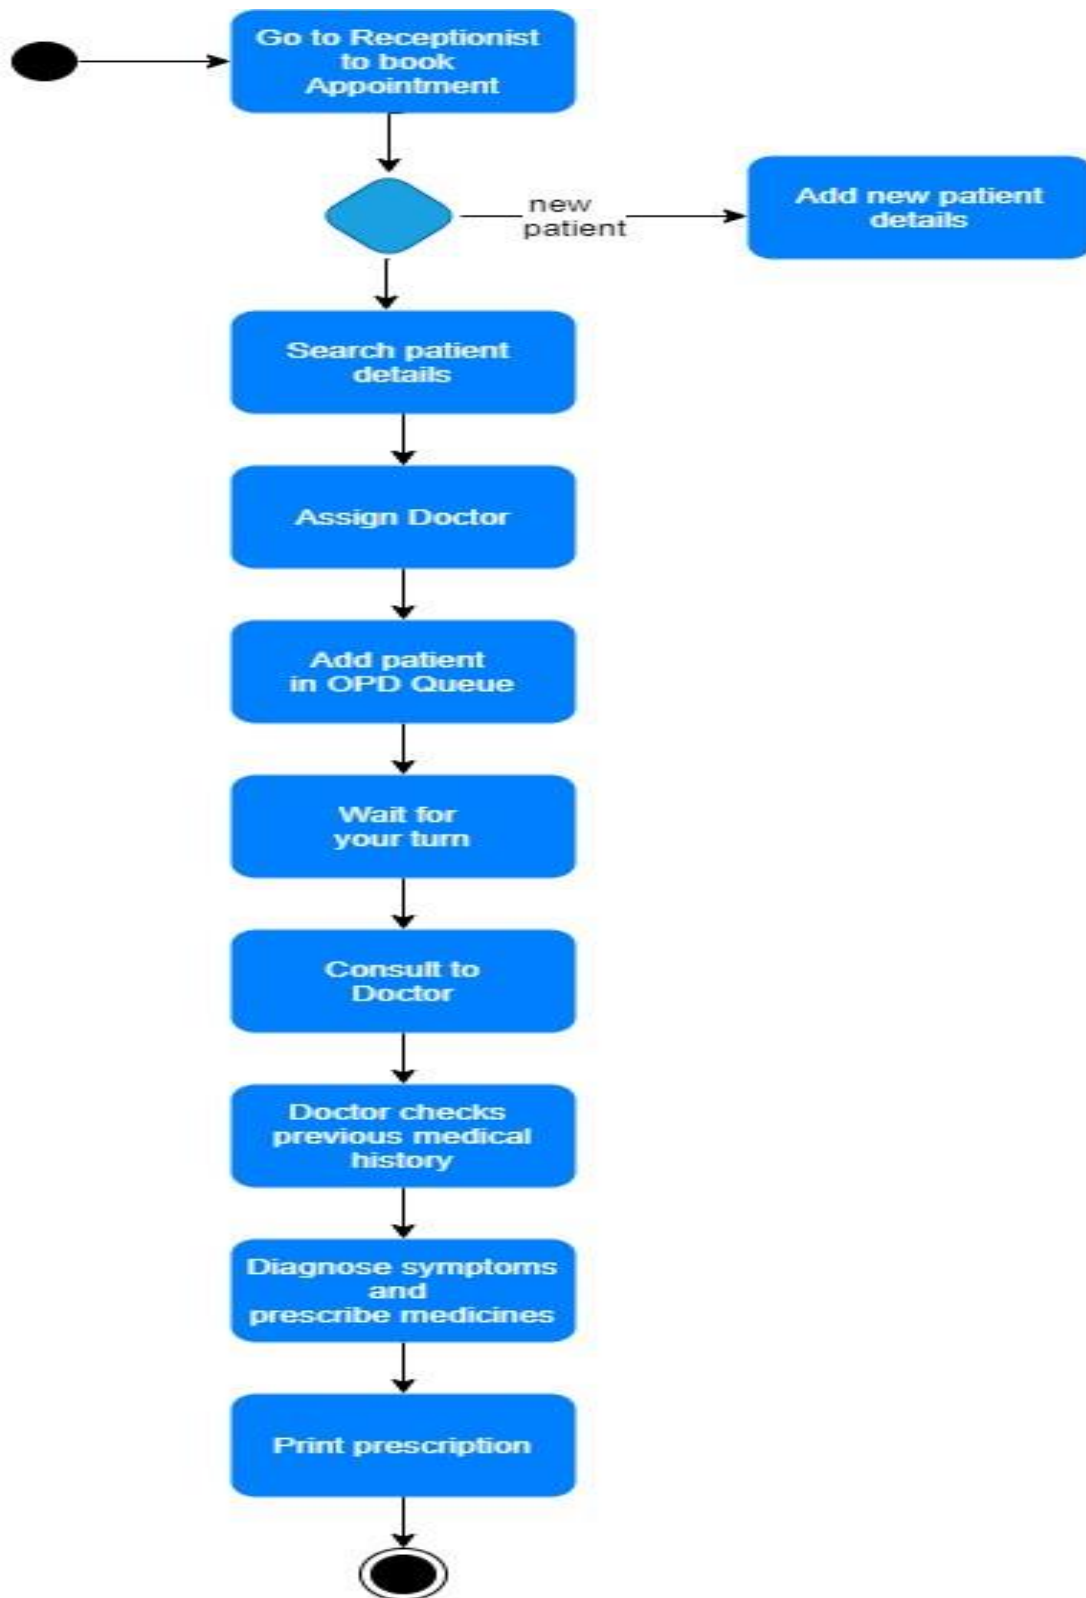 Go to Receptionist
to book
Appointment
new
patient
Add new patient
details
Search patient
details
Assign Doctor
Add patient
in OPD Queue
Wait for
your turn
Consult to
Doctor
Doctor checks
previous medical
history
Diagnose symptoms
and
prescribe medicines
Print prescription